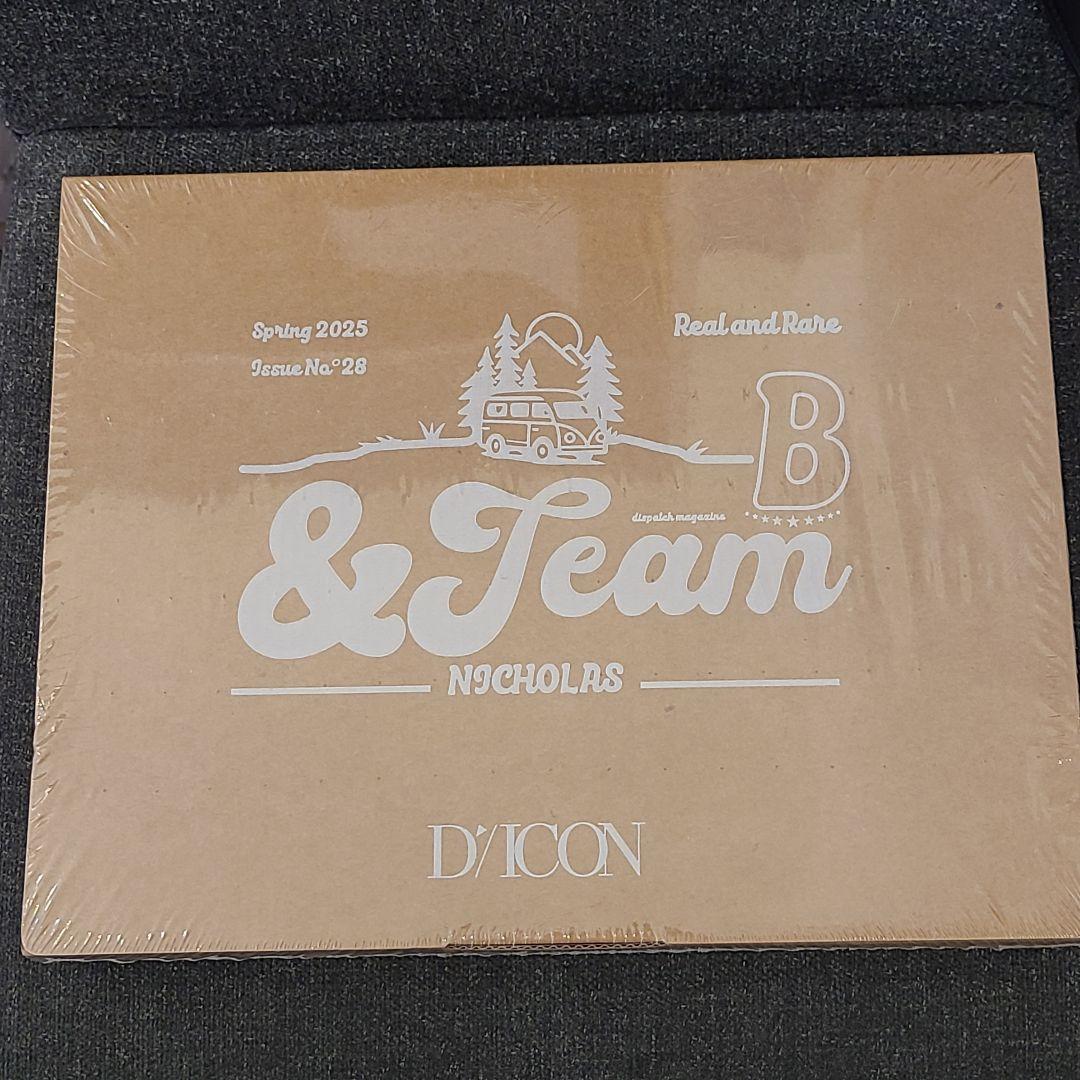 Spring 2025
Issue No°28
Real and Rare
B
dispatch magazine
&Team
NICHOLAS
D'/ICON